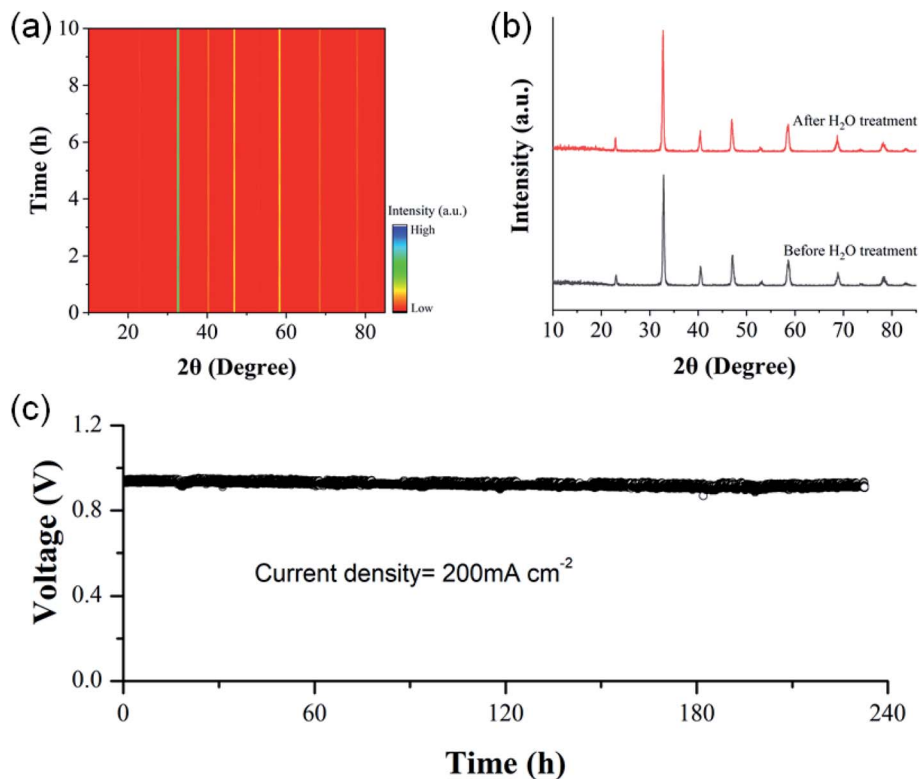 (a)
10
8
6
4
2
0
Time (h)
20 40 60 80
2θ (Degree)
Intensity (a.u.)
High
Low
(b)
Intensity (a.u.)
After H₂O treatment
Before H₂O treatment
10 20 30 40 50 60 70 80
2θ (Degree)
(c)
1.2
0.8
0.4
0.0
Voltage (V)
Current density= 200mA cm⁻²
0 60 120 180 240
Time (h)